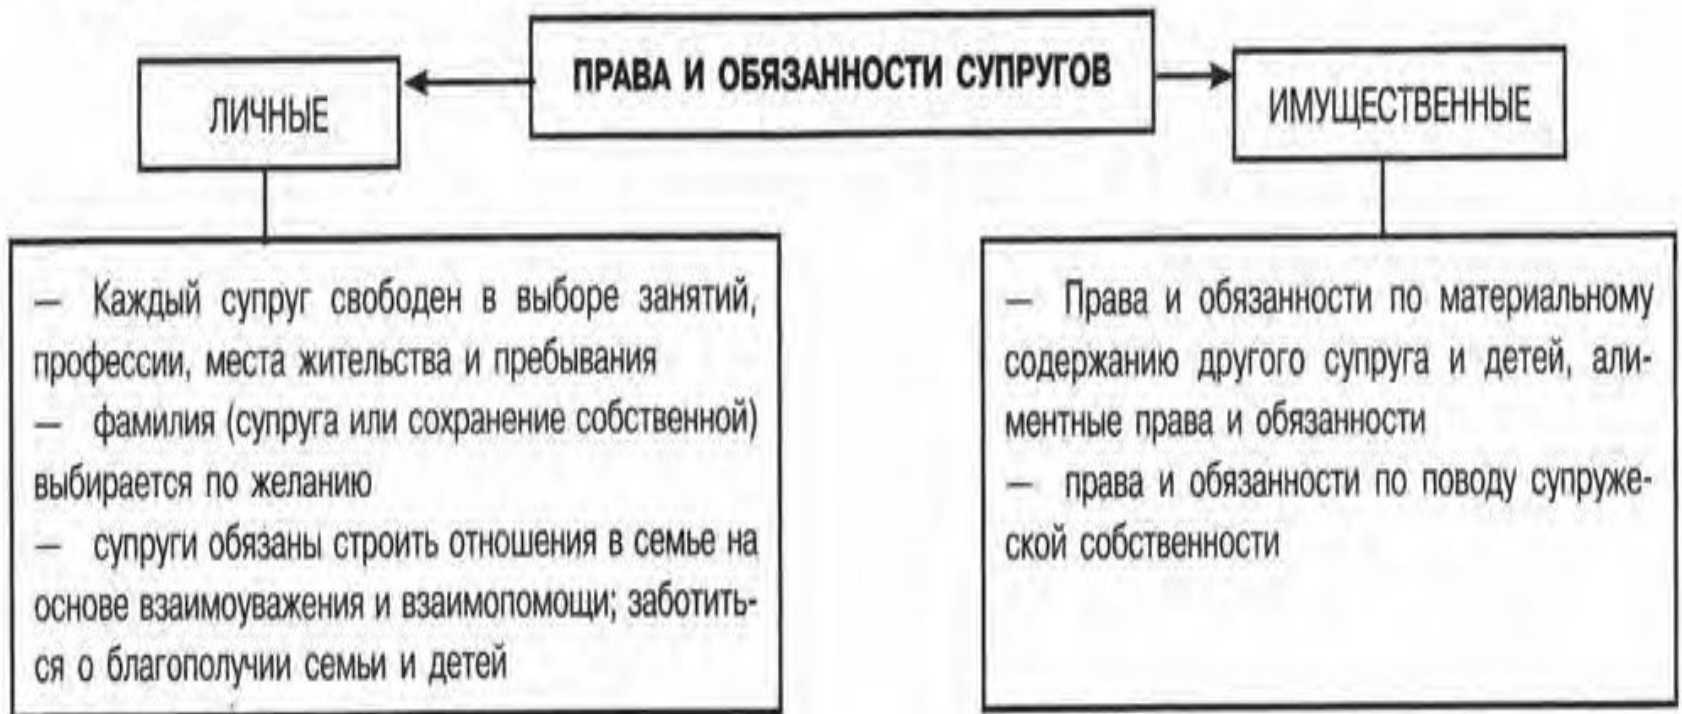 ПРАВА И ОБЯЗАННОСТИ СУПРУГОВ
ЛИЧНЫЕ
ИМУЩЕСТВЕННЫЕ
— Каждый супруг свободен в выборе занятий,
профессии, места жительства и пребывания
— фамилия (супруга или сохранение собственной)
выбирается по желанию
— супруги обязаны строить отношения в семье на
основе взаимоуважения и взаимопомощи; заботить-
ся о благополучии семьи и детей
— Права и обязанности по материальному
содержанию другого супруга и детей, али-
ментные права и обязанности
— права и обязанности по поводу супруже-
ской собственности